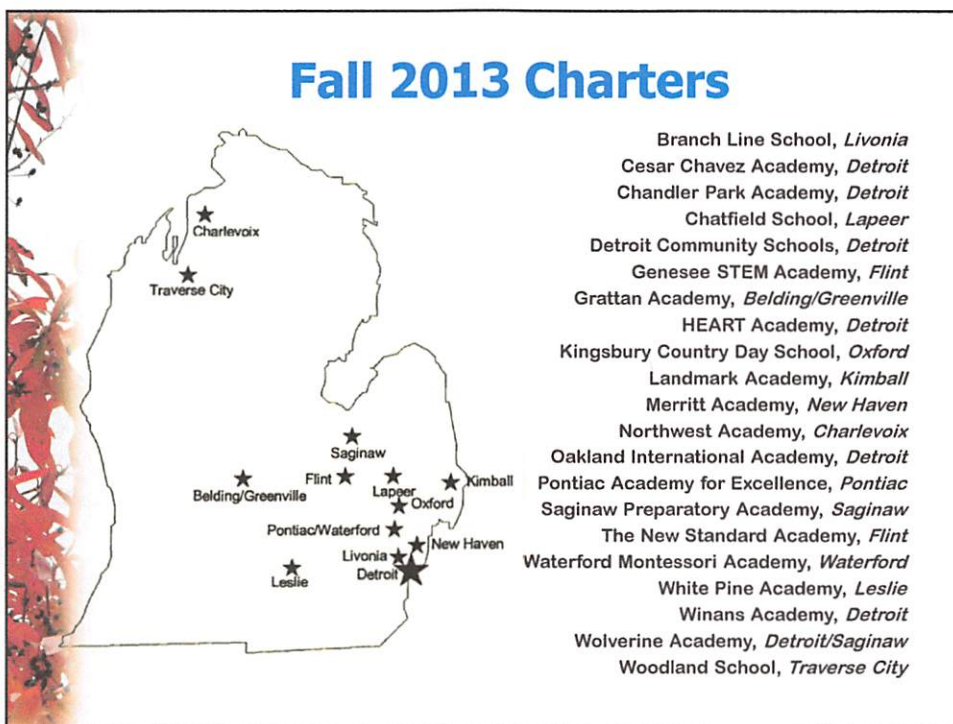 Fall 2013 Charters
Charlevoix
Traverse City
Saginaw
Belding/Greenville
Flint
Lapeer
Kimball
Oxford
Pontiac/Waterford
New Haven
Livonia
Detroit
Leslie
Branch Line School, Livonia
Cesar Chavez Academy, Detroit
Chandler Park Academy, Detroit
Chatfield School, Lapeer
Detroit Community Schools, Detroit
Genesee STEM Academy, Flint
Grattan Academy, Belding/Greenville
HEART Academy, Detroit
Kingsbury Country Day School, Oxford
Landmark Academy, Kimball
Merritt Academy, New Haven
Northwest Academy, Charlevoix
Oakland International Academy, Detroit
Pontiac Academy for Excellence, Pontiac
Saginaw Preparatory Academy, Saginaw
The New Standard Academy, Flint
Waterford Montessori Academy, Waterford
White Pine Academy, Leslie
Winans Academy, Detroit
Wolverine Academy, Detroit/Saginaw
Woodland School, Traverse City